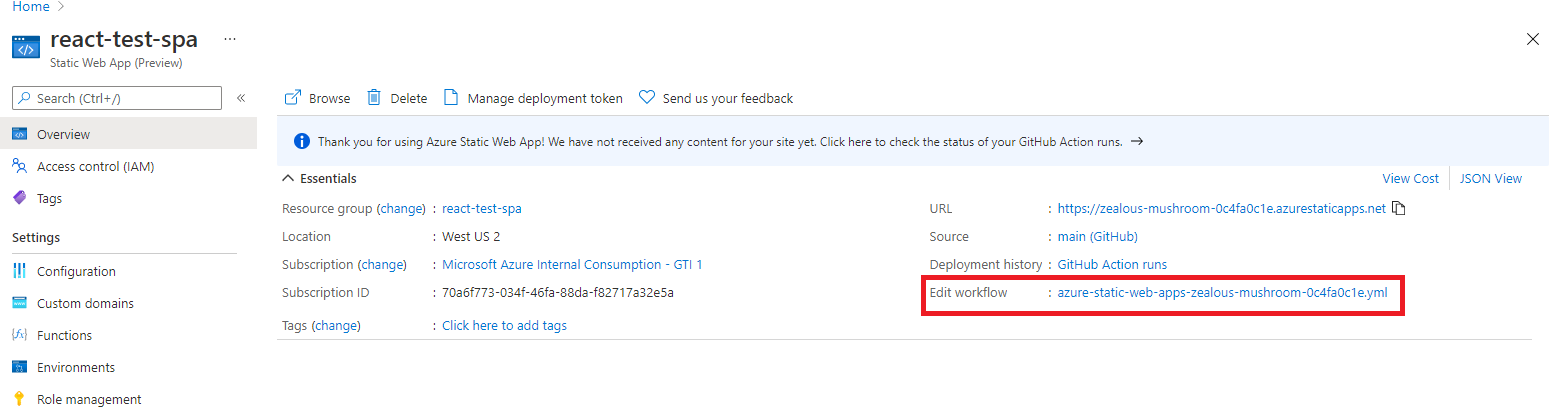 Home >
react-test-spa ...
Static Web App (Preview)
Search (Ctrl+/) «
Overview
Access control (IAM)
Tags
Settings
Configuration
Custom domains
Functions
Environments
Role management
Browse Delete Manage deployment token Send us your feedback
Thank you for using Azure Static Web App! We have not received any content for your site yet. Click here to check the status of your GitHub Action runs. →
Essentials
View Cost JSON View
Resource group (change) : react-test-spa
Location : West US 2
Subscription (change) : Microsoft Azure Internal Consumption - GTI 1
Subscription ID : 70a6f773-034f-46fa-88da-f82717a32e5a
Tags (change) : Click here to add tags
URL : https://zealous-mushroom-0c4fa0c1e.azurestaticapps.net
Source : main (GitHub)
Deployment history : GitHub Action runs
Edit workflow : azure-static-web-apps-zealous-mushroom-0c4fa0c1e.yml